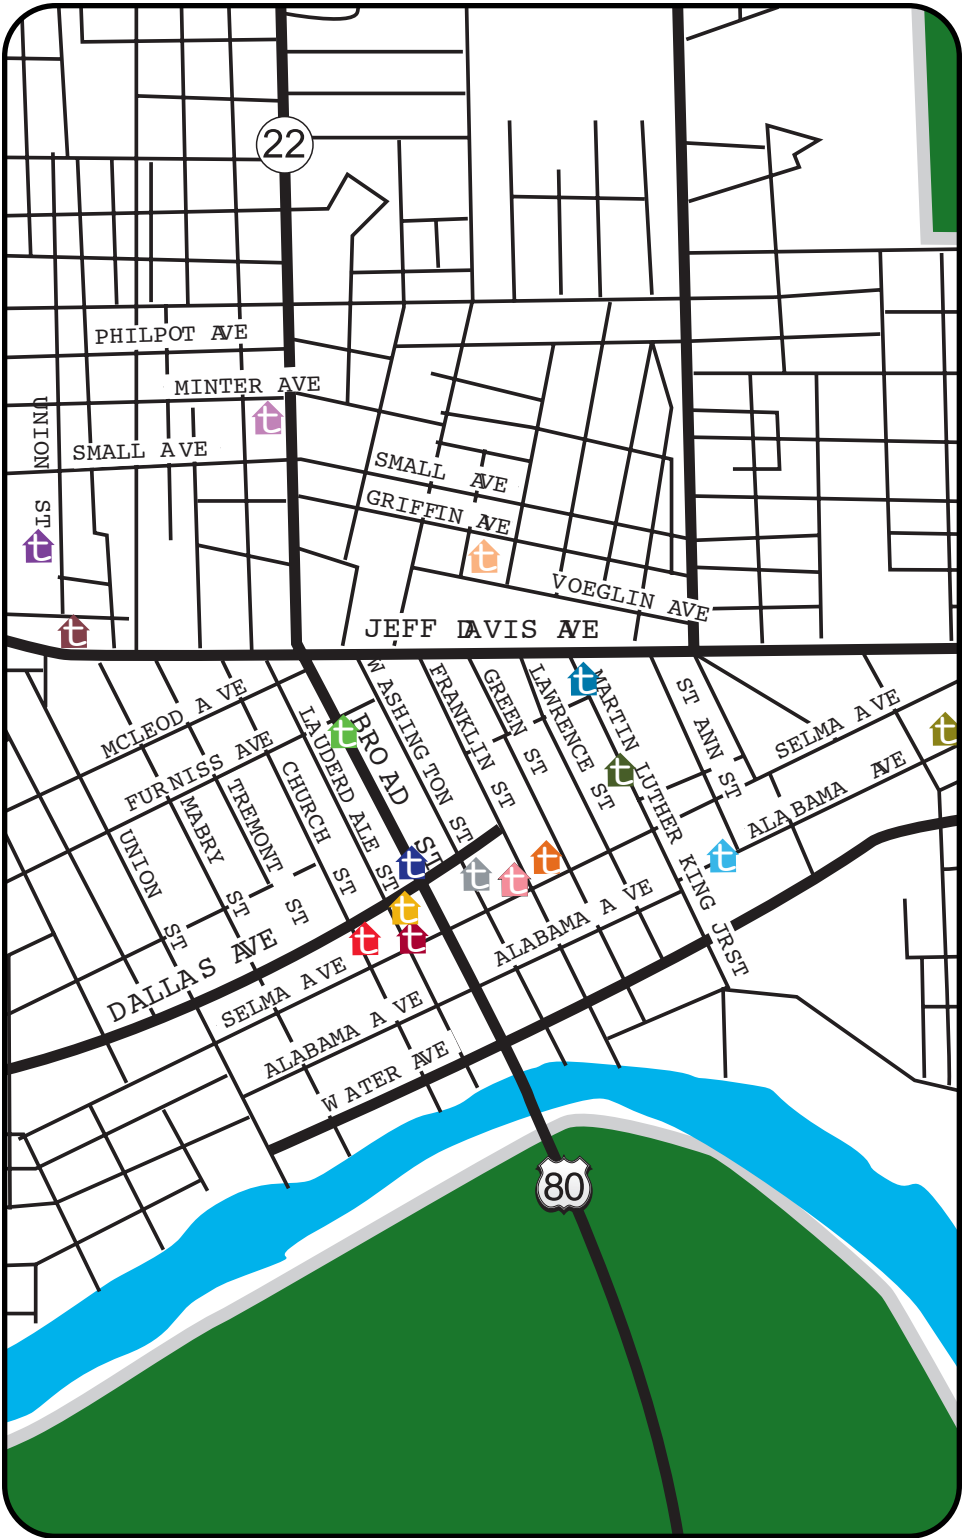 22
PHILPOT AVE
MINTER AVE
t
UNION ST
SMALL AVE
SMALL AVE
GRIFFIN AVE
t
t
VOEGLIN AVE
t
JEFF DAVIS AVE
MCLEOD AVE
WASHINGTON ST
FRANKLIN ST
GREEN ST
LAWRENCE ST
t
MARTIN LUTHER KING JR ST
ST ANN ST
SELMA AVE
t
FURNISS AVE
LAUDERDALE ST
t
BROAD ST
t
ALABAMA AVE
UNION ST
MABRY ST
TREMONT ST
CHURCH ST
t
t
t
t
t
t
t
t
DALLAS AVE
SELMA AVE
ALABAMA AVE
ALABAMA AVE
WATER AVE
80